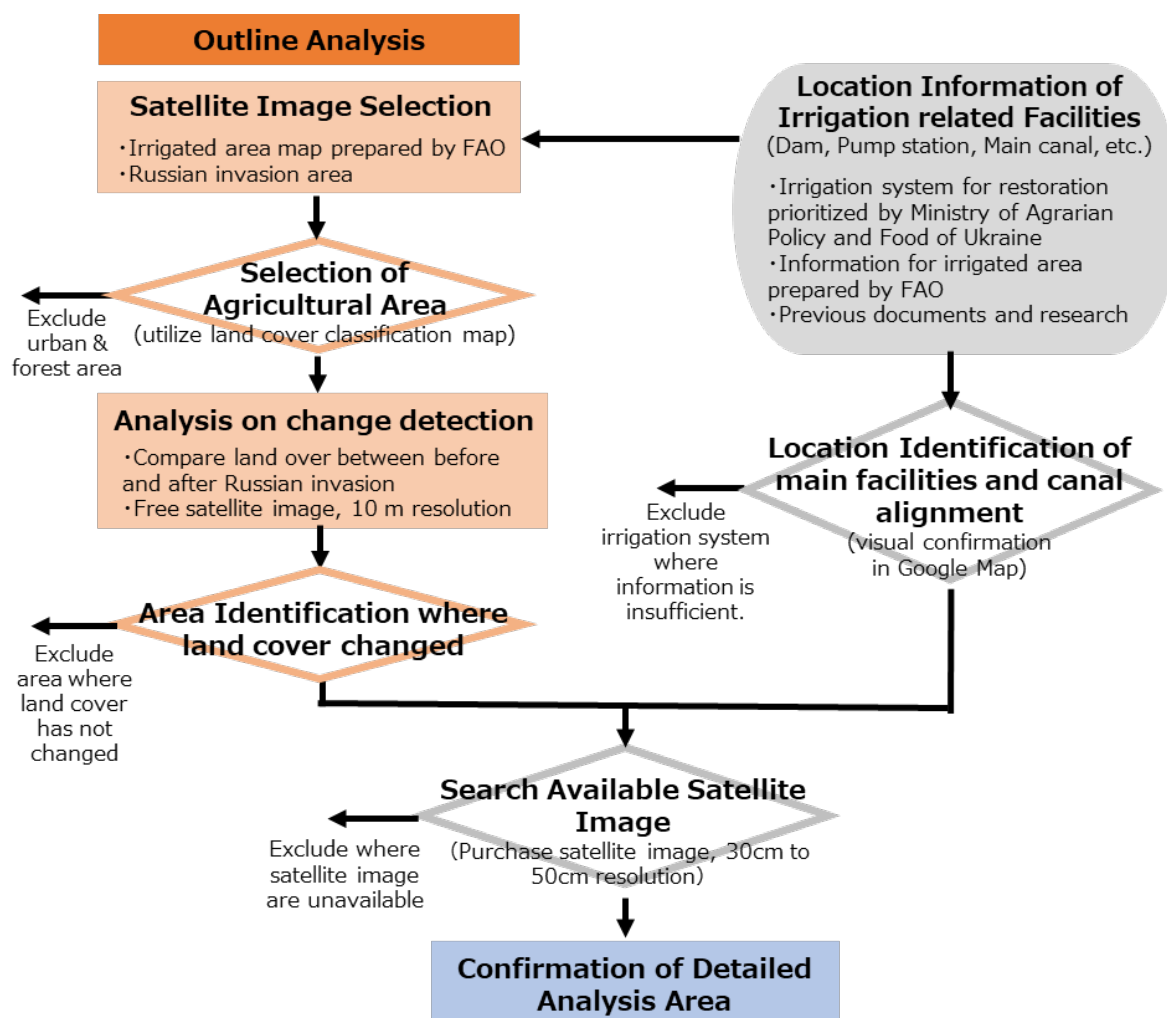 Outline Analysis
Satellite Image Selection
・Irrigated area map prepared by FAO
・Russian invasion area
Location Information of
Irrigation related Facilities
(Dam, Pump station, Main canal, etc.)
・Irrigation system for restoration
prioritized by Ministry of Agrarian
Policy and Food of Ukraine
・Information for irrigated area
prepared by FAO
・Previous documents and research
Selection of
Agricultural Area
(utilize land cover classification map)
Exclude
urban &
forest area
Analysis on change detection
・Compare land over between before
and after Russian invasion
・Free satellite image, 10 m resolution
Location Identification of
main facilities and canal
alignment
(visual confirmation
in Google Map)
Exclude
irrigation system
where
information is
insufficient.
Area Identification where
land cover changed
Exclude
area where
land cover
has not
changed
Search Available Satellite
Image
(Purchase satellite image, 30cm to
50cm resolution)
Exclude where
satellite image
are unavailable
Confirmation of Detailed
Analysis Area